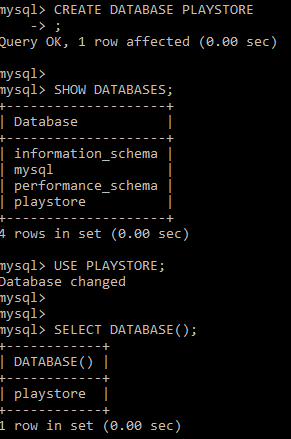 mysql> CREATE DATABASE PLAYSTORE
    -> ;
Query OK, 1 row affected (0.00 sec)

mysql>
mysql> SHOW DATABASES;
+--------------------+
| Database           |
+--------------------+
| information_schema |
| mysql              |
| performance_schema |
| playstore          |
+--------------------+
4 rows in set (0.00 sec)

mysql> USE PLAYSTORE;
Database changed
mysql>
mysql>
mysql> SELECT DATABASE();
+------------+
| DATABASE() |
+------------+
| playstore  |
+------------+
1 row in set (0.00 sec)